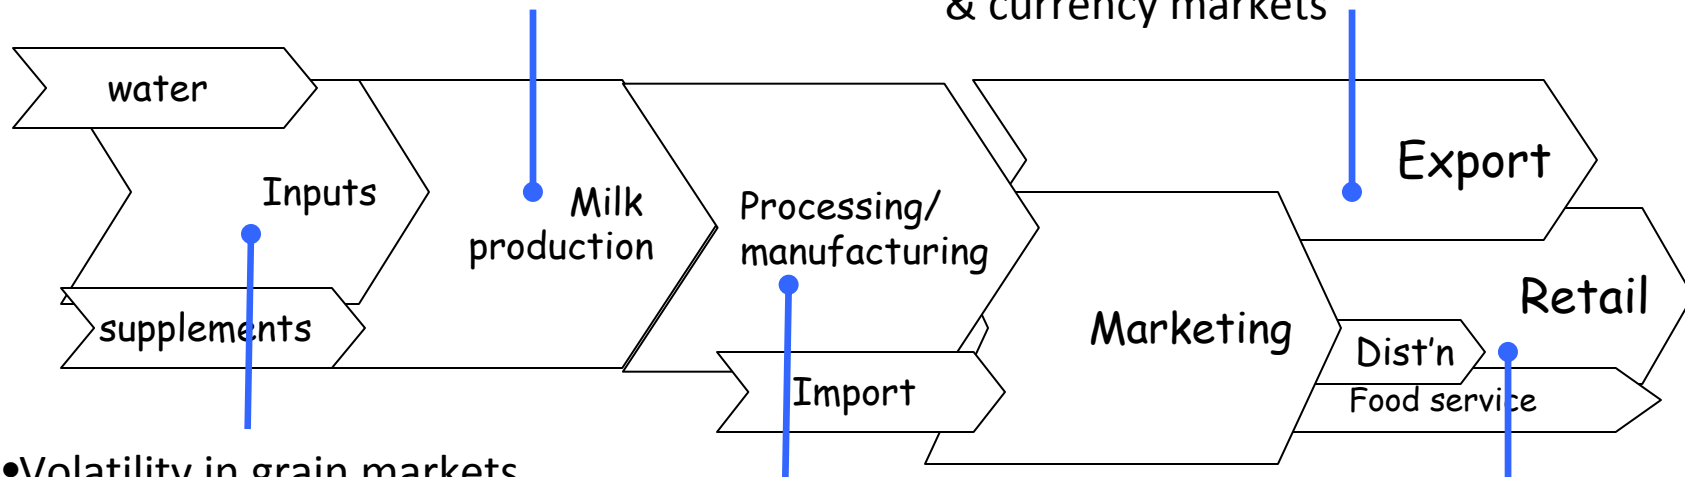 & currency markets
water
Inputs
supplements
Milk
production
Processing/
manufacturing
Import
Marketing
Export
Retail
Dist'n
Food service
•Volatility in grain markets